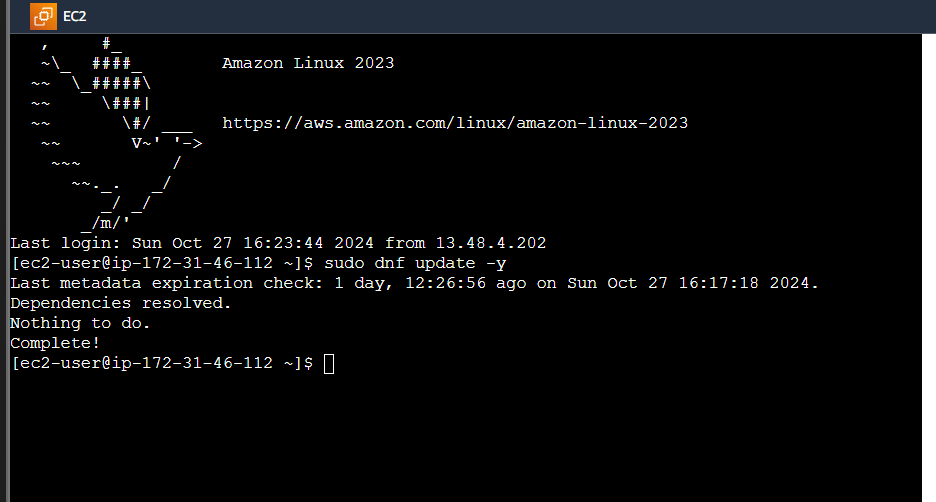 EC2
   ,     #_
   ~\_  ####_        Amazon Linux 2023
  ~~  \_#####\
  ~~     \###|
  ~~       \#/ ___   https://aws.amazon.com/linux/amazon-linux-2023
   ~~       V~' '->
    ~~~         /
      ~~._.   _/
         _/ _/
       _/m/'
Last login: Sun Oct 27 16:23:44 2024 from 13.48.4.202
[ec2-user@ip-172-31-46-112 ~]$ sudo dnf update -y
Last metadata expiration check: 1 day, 12:26:56 ago on Sun Oct 27 16:17:18 2024.
Dependencies resolved.
Nothing to do.
Complete!
[ec2-user@ip-172-31-46-112 ~]$